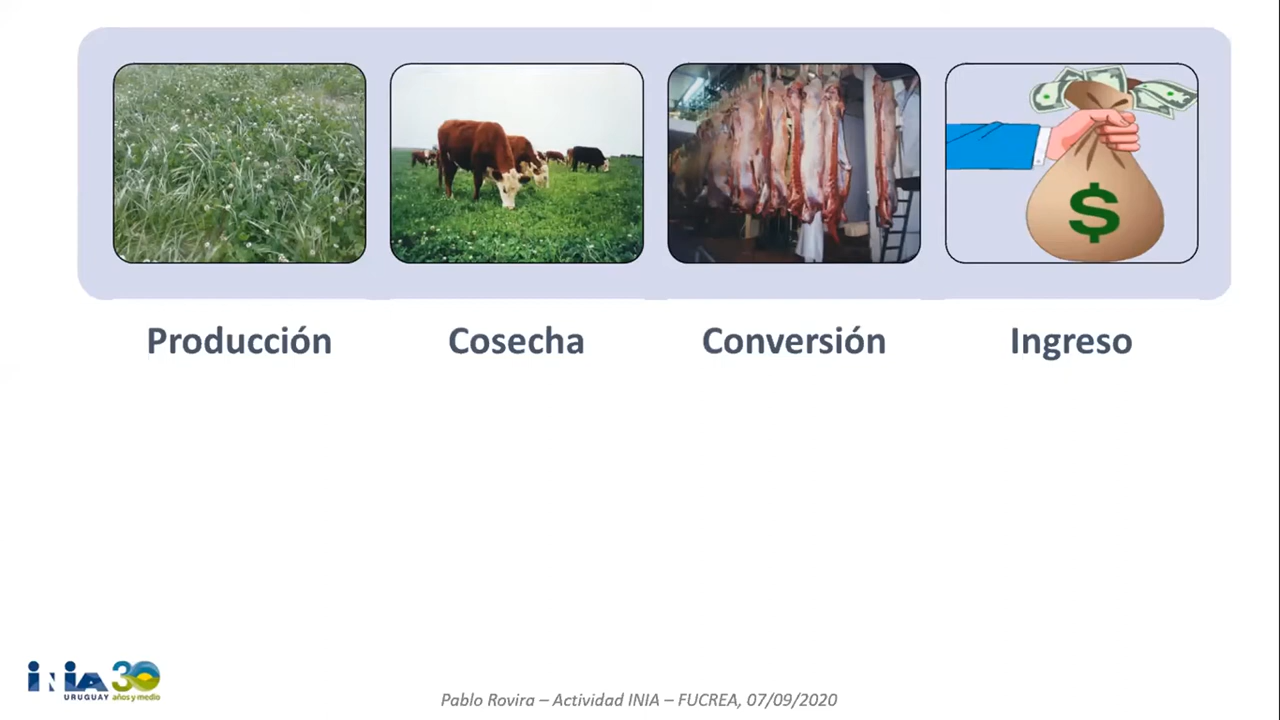 $
Producción
Cosecha
Conversión
Ingreso
INIA 30
URUGUAY años y medio
Pablo Rovira – Actividad INIA – FUCREA, 07/09/2020